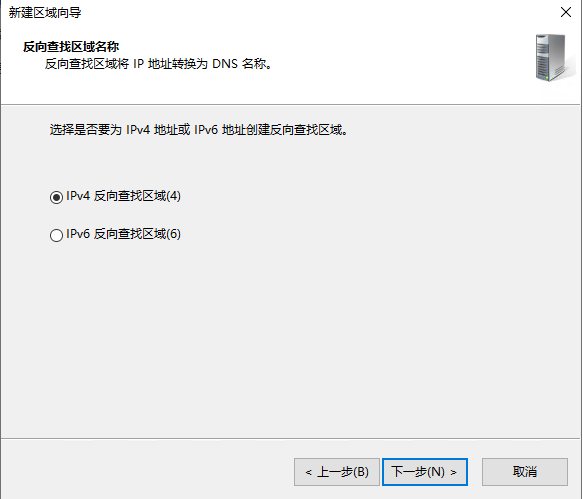 新建区域向导
反向查找区域名称
反向查找区域将 IP 地址转换为 DNS 名称。
选择是否要为 IPv4 地址或 IPv6 地址创建反向查找区域。
IPv4 反向查找区域(4)
IPv6 反向查找区域(6)
< 上一步(B) 下一步(N) > 取消